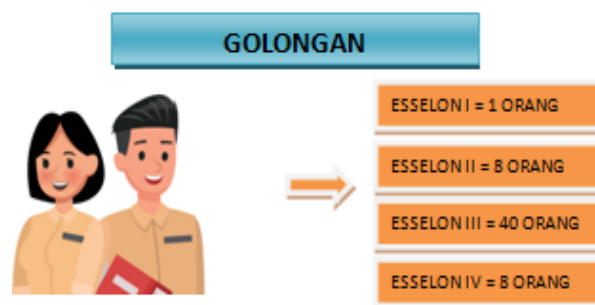 GOLONGAN
ESSELON I = 1 ORANG
ESSELON II = 8 ORANG
ESSELON III = 40 ORANG
ESSELON IV = 8 ORANG